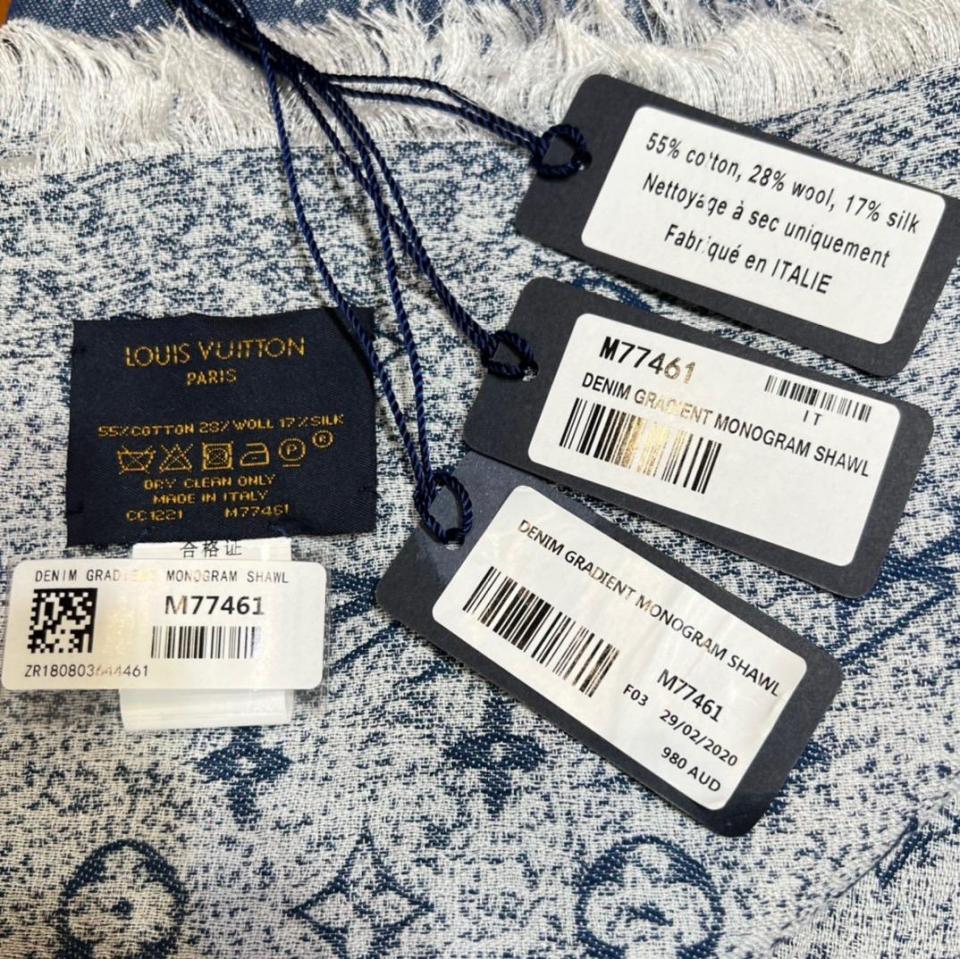 55% cotton, 28% wool, 17% silk
Nettoyage à sec uniquement
Fabriqué en ITALIE
M77461
IT
DENIM GRADIENT MONOGRAM SHAWL
LOUIS VUITTON
PARIS
55%COTTON 28%WOLL 17%SILK
P
R
DRY CLEAN ONLY
MADE IN ITALY
CC1221 M77461
合格证
DENIM GRADIENT MONOGRAM SHAWL
M77461
DENIM GRADIENT MONOGRAM SHAWL
M77461
F03 29/02/2020
980 AUD